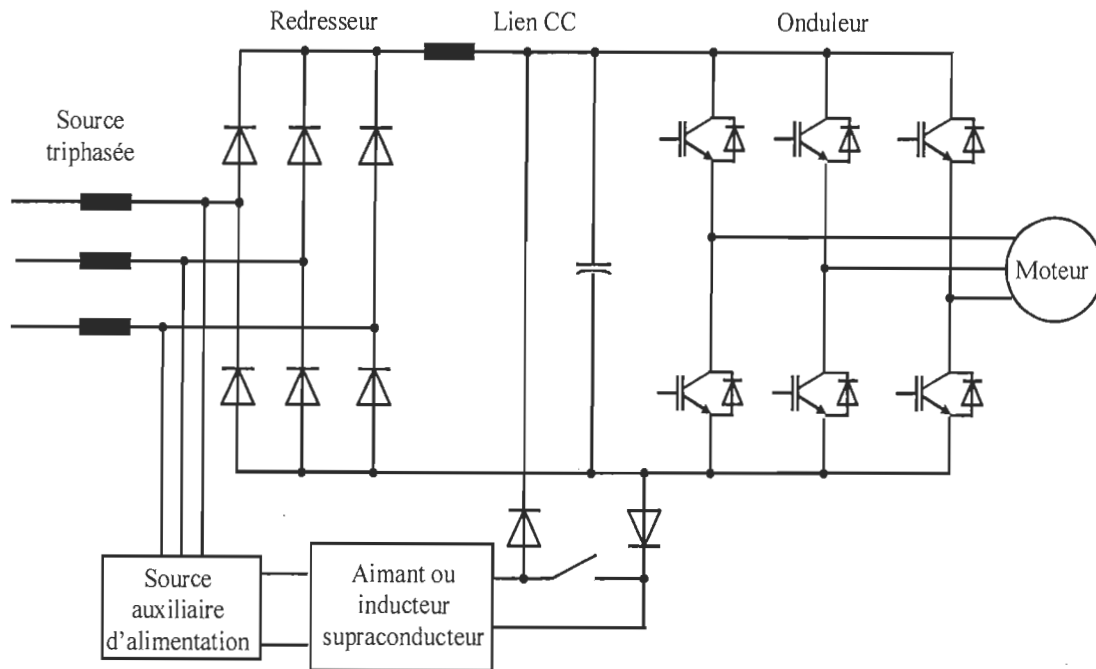 Redresseur
Lien CC
Onduleur
Source
triphasée
Moteur
Source
auxiliaire
d'alimentation
Aimant ou
inducteur
supraconducteur